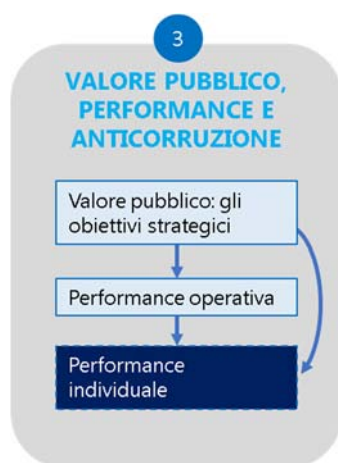 3
VALORE PUBBLICO,
PERFORMANCE E
ANTICORRUZIONE
Valore pubblico: gli
obiettivi strategici
Performance operativa
Performance
individuale